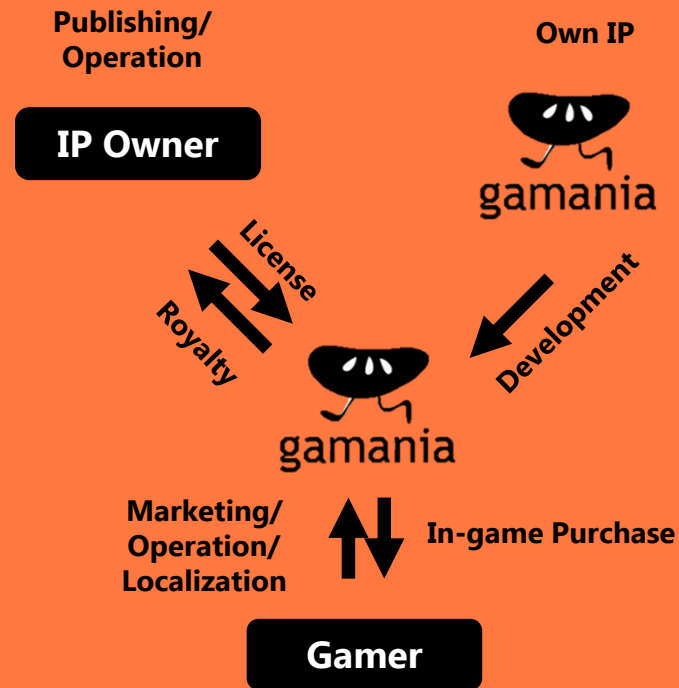 Publishing/
Operation
Own IP
IP Owner
gamania
License
Royalty
Development
gamania
Marketing/
Operation/
Localization
In-game Purchase
Gamer